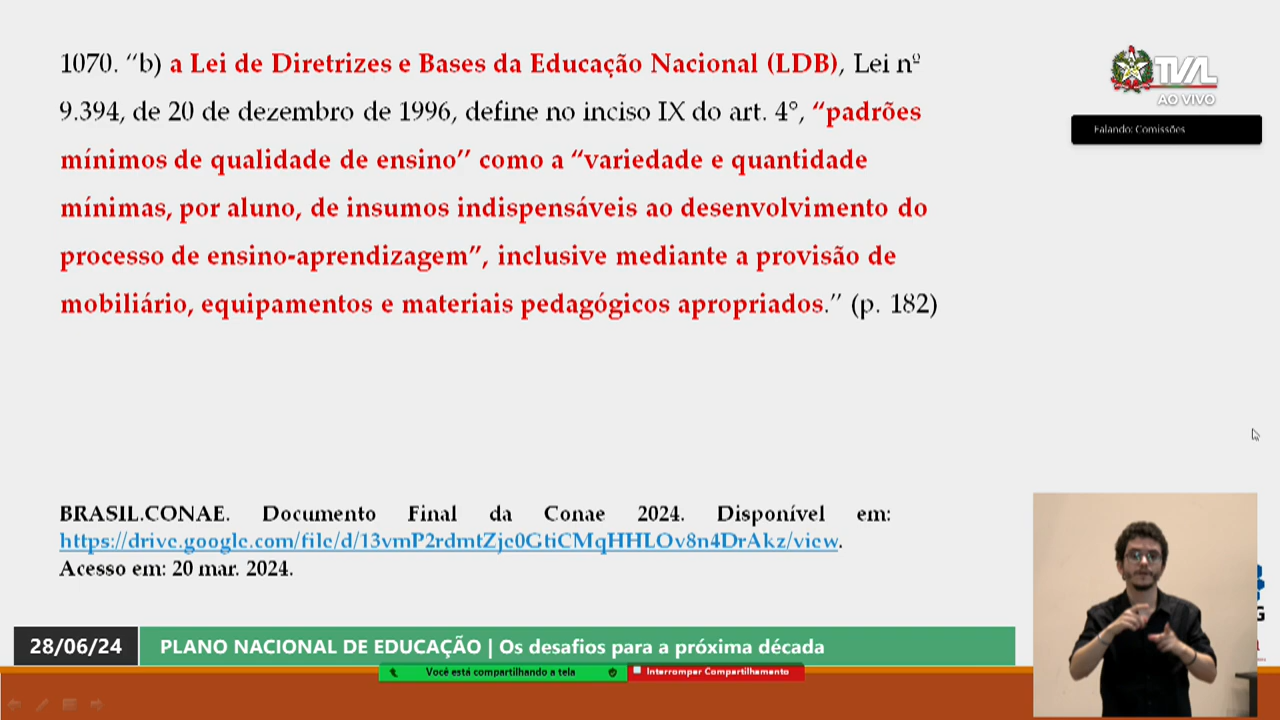 1070. “b) a Lei de Diretrizes e Bases da Educação Nacional (LDB), Lei nº
9.394, de 20 de dezembro de 1996, define no inciso IX do art. 4°, “padrões
mínimos de qualidade de ensino” como a “variedade e quantidade
mínimas, por aluno, de insumos indispensáveis ao desenvolvimento do
processo de ensino-aprendizagem”, inclusive mediante a provisão de
mobiliário, equipamentos e materiais pedagógicos apropriados.” (p. 182)
TVAL
AO VIVO
Falando: Comissões
BRASIL.CONAE. Documento Final da Conae 2024. Disponível em:
https://drive.google.com/file/d/13vmP2rdmtZjc0GtiCMqHHLOv8n4DrAkz/view.
Acesso em: 20 mar. 2024.
28/06/24
PLANO NACIONAL DE EDUCAÇÃO | Os desafios para a próxima década
Você está compartilhando a tela
Interromper Compartilhamento